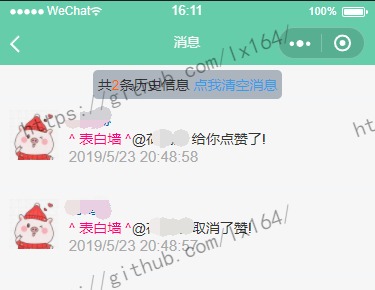 WeChat 16:11 100%
消息
共2条历史信息 点我清空消息
^ 表白墙 ^@ 给你点赞了!
2019/5/23 20:48:58
^ 表白墙 ^@ 取消了赞!
2019/5/23 20:48:57
https://github.com/lx164/
https://github.com/lx164/